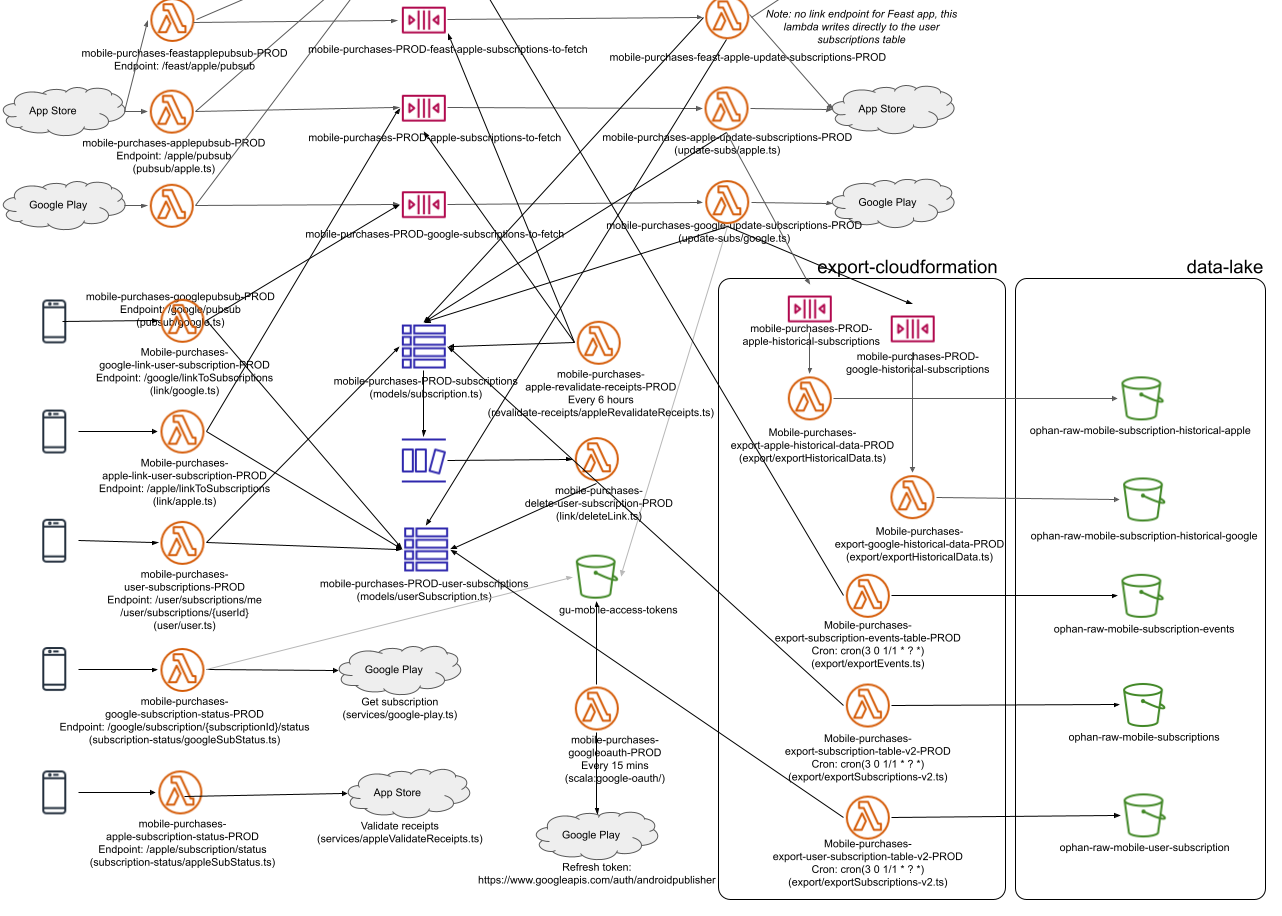 mobile-purchases-feastapplepubsub-PROD
Endpoint: /feast/apple/pubsub
mobile-purchases-PROD-feast-apple-subscriptions-to-fetch
mobile-purchases-feast-apple-update-subscriptions-PROD
Note: no link endpoint for Feast app, this
lambda writes directly to the user
subscriptions table
App Store
mobile-purchases-applepubsub-PROD
Endpoint: /apple/pubsub
(pubsub/apple.ts)
mobile-purchases-PROD-apple-subscriptions-to-fetch
mobile-purchases-apple-update-subscriptions-PROD
(update-subs/apple.ts)
App Store
Google Play
mobile-purchases-PROD-google-subscriptions-to-fetch
mobile-purchases-google-update-subscriptions-PROD
(update-subs/google.ts)
Google Play
export-cloudformation
data-lake
mobile-purchases-googlepubsub-PROD
Endpoint: /google/pubsub
(pubsub/google.ts)
Mobile-purchases-
google-link-user-subscription-PROD
Endpoint: /google/linkToSubscriptions
(link/google.ts)
mobile-purchases-PROD-subscriptions
(models/subscription.ts)
mobile-purchases-
apple-revalidate-receipts-PROD
Every 6 hours
(revalidate-receipts/appleRevalidateReceipts.ts)
mobile-purchases-PROD-
apple-historical-subscriptions
mobile-purchases-PROD-
google-historical-subscriptions
Mobile-purchases-
export-apple-historical-data-PROD
(export/exportHistoricalData.ts)
ophan-raw-mobile-subscription-historical-apple
Mobile-purchases-
apple-link-user-subscription-PROD
Endpoint: /apple/linkToSubscriptions
(link/apple.ts)
mobile-purchases-
delete-user-subscription-PROD
(link/deleteLink.ts)
Mobile-purchases-
export-google-historical-data-PROD
(export/exportHistoricalData.ts)
ophan-raw-mobile-subscription-historical-google
mobile-purchases-
user-subscriptions-PROD
Endpoint: /user/subscriptions/me
/user/subscriptions/{userId}
(user/user.ts)
mobile-purchases-PROD-user-subscriptions
(models/userSubscription.ts)
gu-mobile-access-tokens
Mobile-purchases-
export-subscription-events-table-PROD
Cron: cron(3 0 1/1 * ? *)
(export/exportEvents.ts)
ophan-raw-mobile-subscription-events
mobile-purchases-
google-subscription-status-PROD
Endpoint: /google/subscription/{subscriptionId}/status
(subscription-status/googleSubStatus.ts)
Google Play
Get subscription
(services/google-play.ts)
mobile-purchases-
googleoauth-PROD
Every 15 mins
(scala:google-oauth/)
Mobile-purchases-
export-subscription-table-v2-PROD
Cron: cron(3 0 1/1 * ? *)
(export/exportSubscriptions-v2.ts)
ophan-raw-mobile-subscriptions
mobile-purchases-
apple-subscription-status-PROD
Endpoint: /apple/subscription/status
(subscription-status/appleSubStatus.ts)
App Store
Validate receipts
(services/appleValidateReceipts.ts)
Google Play
Refresh token:
https://www.googleapis.com/auth/androidpublisher
Mobile-purchases-
export-user-subscription-table-v2-PROD
Cron: cron(3 0 1/1 * ? *)
(export/exportSubscriptions-v2.ts)
ophan-raw-mobile-user-subscription